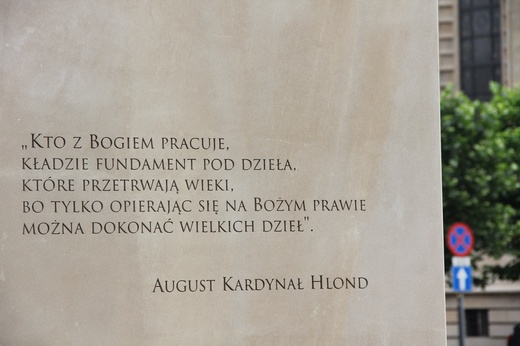 „Kto z Bogiem pracuje,
kładzie fundament pod dzieła,
które przetrwają wieki,
bo tylko opierając się na Bożym prawie
można dokonać wielkich dzieł".
August Kardynał Hlond